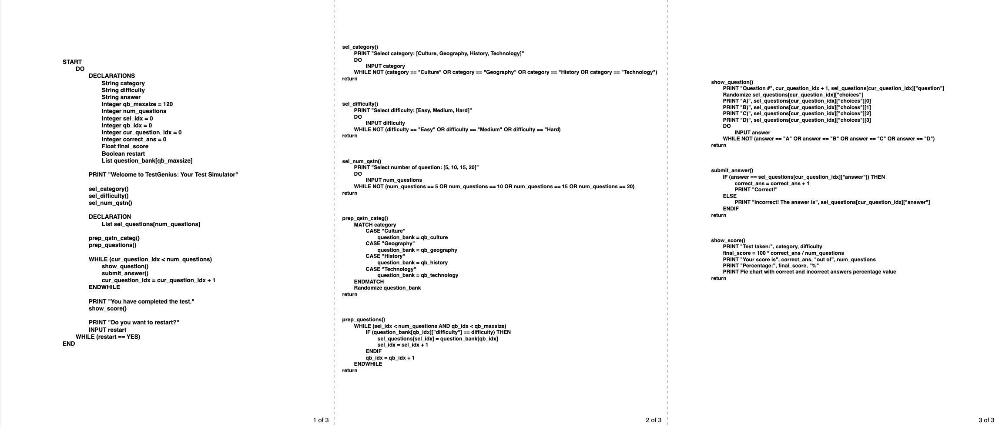 START
DO
DECLARATIONS
String category
String difficulty
String answer
Integer qb_maxsize = 120
Integer num_questions
Integer sel_idx = 0
Integer qb_idx = 0
Integer cur_question_idx = 0
Integer correct_ans = 0
Float final_score
Boolean restart
List question_bank[qb_maxsize]
PRINT "Welcome to TestGenius: Your Test Simulator"
sel_category()
sel_difficulty()
sel_num_qstn()
DECLARATION
List sel_questions[num_questions]
prep_qstn_categ()
prep_questions()
WHILE (cur_question_idx < num_questions)
show_question()
submit_answer()
cur_question_idx = cur_question_idx + 1
ENDWHILE
PRINT "You have completed the test."
show_score()
PRINT "Do you want to restart?"
INPUT restart
WHILE (restart == YES)
END
1 of 3
sel_category()
PRINT "Select category: [Culture, Geography, History, Technology]"
DO
INPUT category
WHILE NOT (category == "Culture" OR category == "Geography" OR category == "History OR category == "Technology")
return
sel_difficulty()
PRINT "Select difficulty: [Easy, Medium, Hard]"
DO
INPUT difficulty
WHILE NOT (difficulty == "Easy" OR difficulty == "Medium" OR difficulty == "Hard)
return
sel_num_qstn()
PRINT "Select number of question: [5, 10, 15, 20]"
DO
INPUT num_questions
WHILE NOT (num_questions == 5 OR num_questions == 10 OR num_questions == 15 OR num_questions == 20)
return
prep_qstn_categ()
MATCH category
CASE "Culture"
question_bank = qb_culture
CASE "Geography"
question_bank = qb_geography
CASE "History"
question_bank = qb_history
CASE "Technology"
question_bank = qb_technology
ENDMATCH
Randomize question_bank
return
prep_questions()
WHILE (sel_idx < num_questions AND qb_idx < qb_maxsize)
IF (question_bank[qb_idx]["difficulty"] == difficulty) THEN
sel_questions[sel_idx] = question_bank[qb_idx]
sel_idx = sel_idx + 1
ENDIF
qb_idx = qb_idx + 1
ENDWHILE
return
2 of 3
show_question()
PRINT "Question #", cur_question_idx + 1, sel_questions[cur_question_idx]["question"]
Randomize sel_questions[cur_question_idx]["choices"]
PRINT "A)", sel_questions[cur_question_idx]["choices"][0]
PRINT "B)", sel_questions[cur_question_idx]["choices"][1]
PRINT "C)", sel_questions[cur_question_idx]["choices"][2]
PRINT "D)", sel_questions[cur_question_idx]["choices"][3]
DO
INPUT answer
WHILE NOT (answer == "A" OR answer == "B" OR answer == "C" OR answer == "D")
return
submit_answer()
IF (answer == sel_questions[cur_question_idx]["answer"]) THEN
correct_ans = correct_ans + 1
PRINT "Correct!"
ELSE
PRINT "Incorrect! The answer is", sel_questions[cur_question_idx]["answer"]
ENDIF
return
show_score()
PRINT "Test taken:", category, difficulty
final_score = 100 * correct_ans / num_questions
PRINT "Your score is", correct_ans, "out of", num_questions
PRINT "Percentage:", final_score, "%"
PRINT Pie chart with correct and incorrect answers percentage value
return
3 of 3